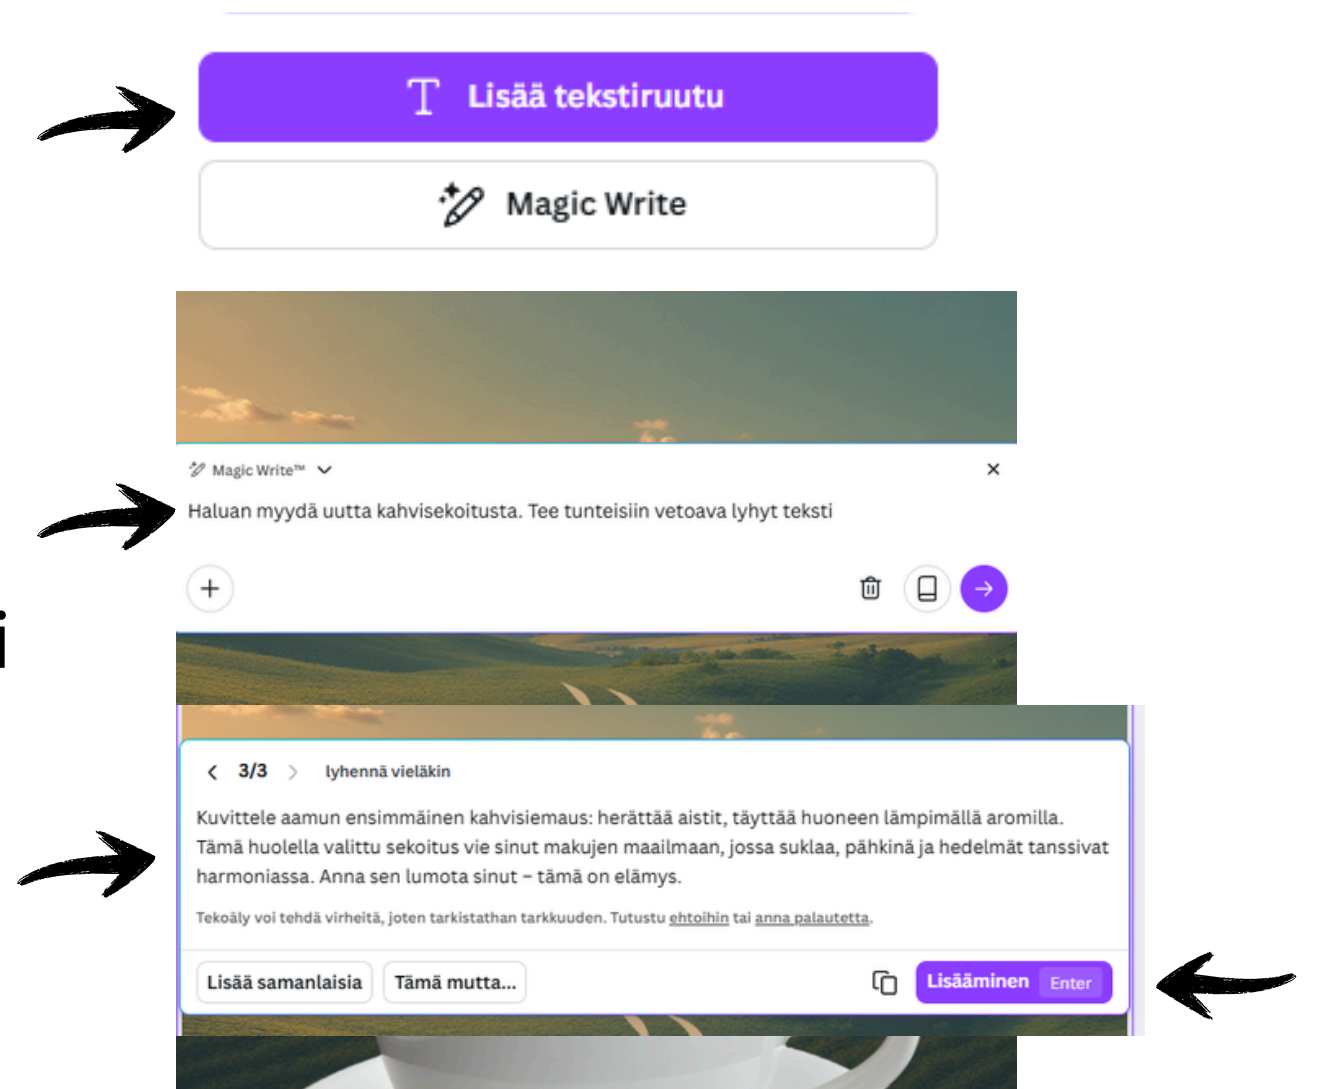 Lisää tekstiruutu
Magic Write
Magic Write™
Haluan myydä uutta kahvisekoitusta. Tee tunteisiin vetoava lyhyt teksti
i
3/3 lyhennä vieläkin
Kuvittele aamun ensimmäinen kahvisiemaus: herättää aistit, täyttää huoneen lämpimällä aromilla.
Tämä huolella valittu sekoitus vie sinut makujen maailmaan, jossa suklaa, pähkinä ja hedelmät tanssivat
harmoniassa. Anna sen lumota sinut – tämä on elämys.
Tekoäly voi tehdä virheitä, joten tarkistathan tarkkuuden. Tutustu ehtoihin tai anna palautetta.
Lisää samanlaisia Tämä mutta... Lisääminen Enter